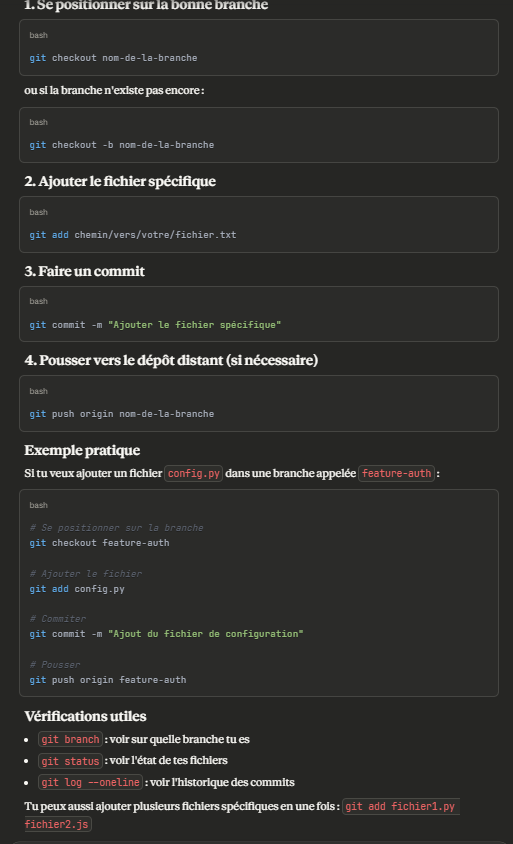 1. Se positionner sur la bonne branche
bash
git checkout nom-de-la-branche
ou si la branche n'existe pas encore :
bash
git checkout -b nom-de-la-branche
2. Ajouter le fichier spécifique
bash
git add chemin/vers/votre/fichier.txt
3. Faire un commit
bash
git commit -m "Ajouter le fichier spécifique"
4. Pousser vers le dépôt distant (si nécessaire)
bash
git push origin nom-de-la-branche
Exemple pratique
Si tu veux ajouter un fichier config.py dans une branche appelée feature-auth :
bash
# Se positionner sur la branche
git checkout feature-auth
# Ajouter le fichier
git add config.py
# Commiter
git commit -m "Ajout du fichier de configuration"
# Pousser
git push origin feature-auth
Vérifications utiles
• git branch : voir sur quelle branche tu es
• git status : voir l'état de tes fichiers
• git log --oneline : voir l'historique des commits
Tu peux aussi ajouter plusieurs fichiers spécifiques en une fois : git add fichier1.py
fichier2.js